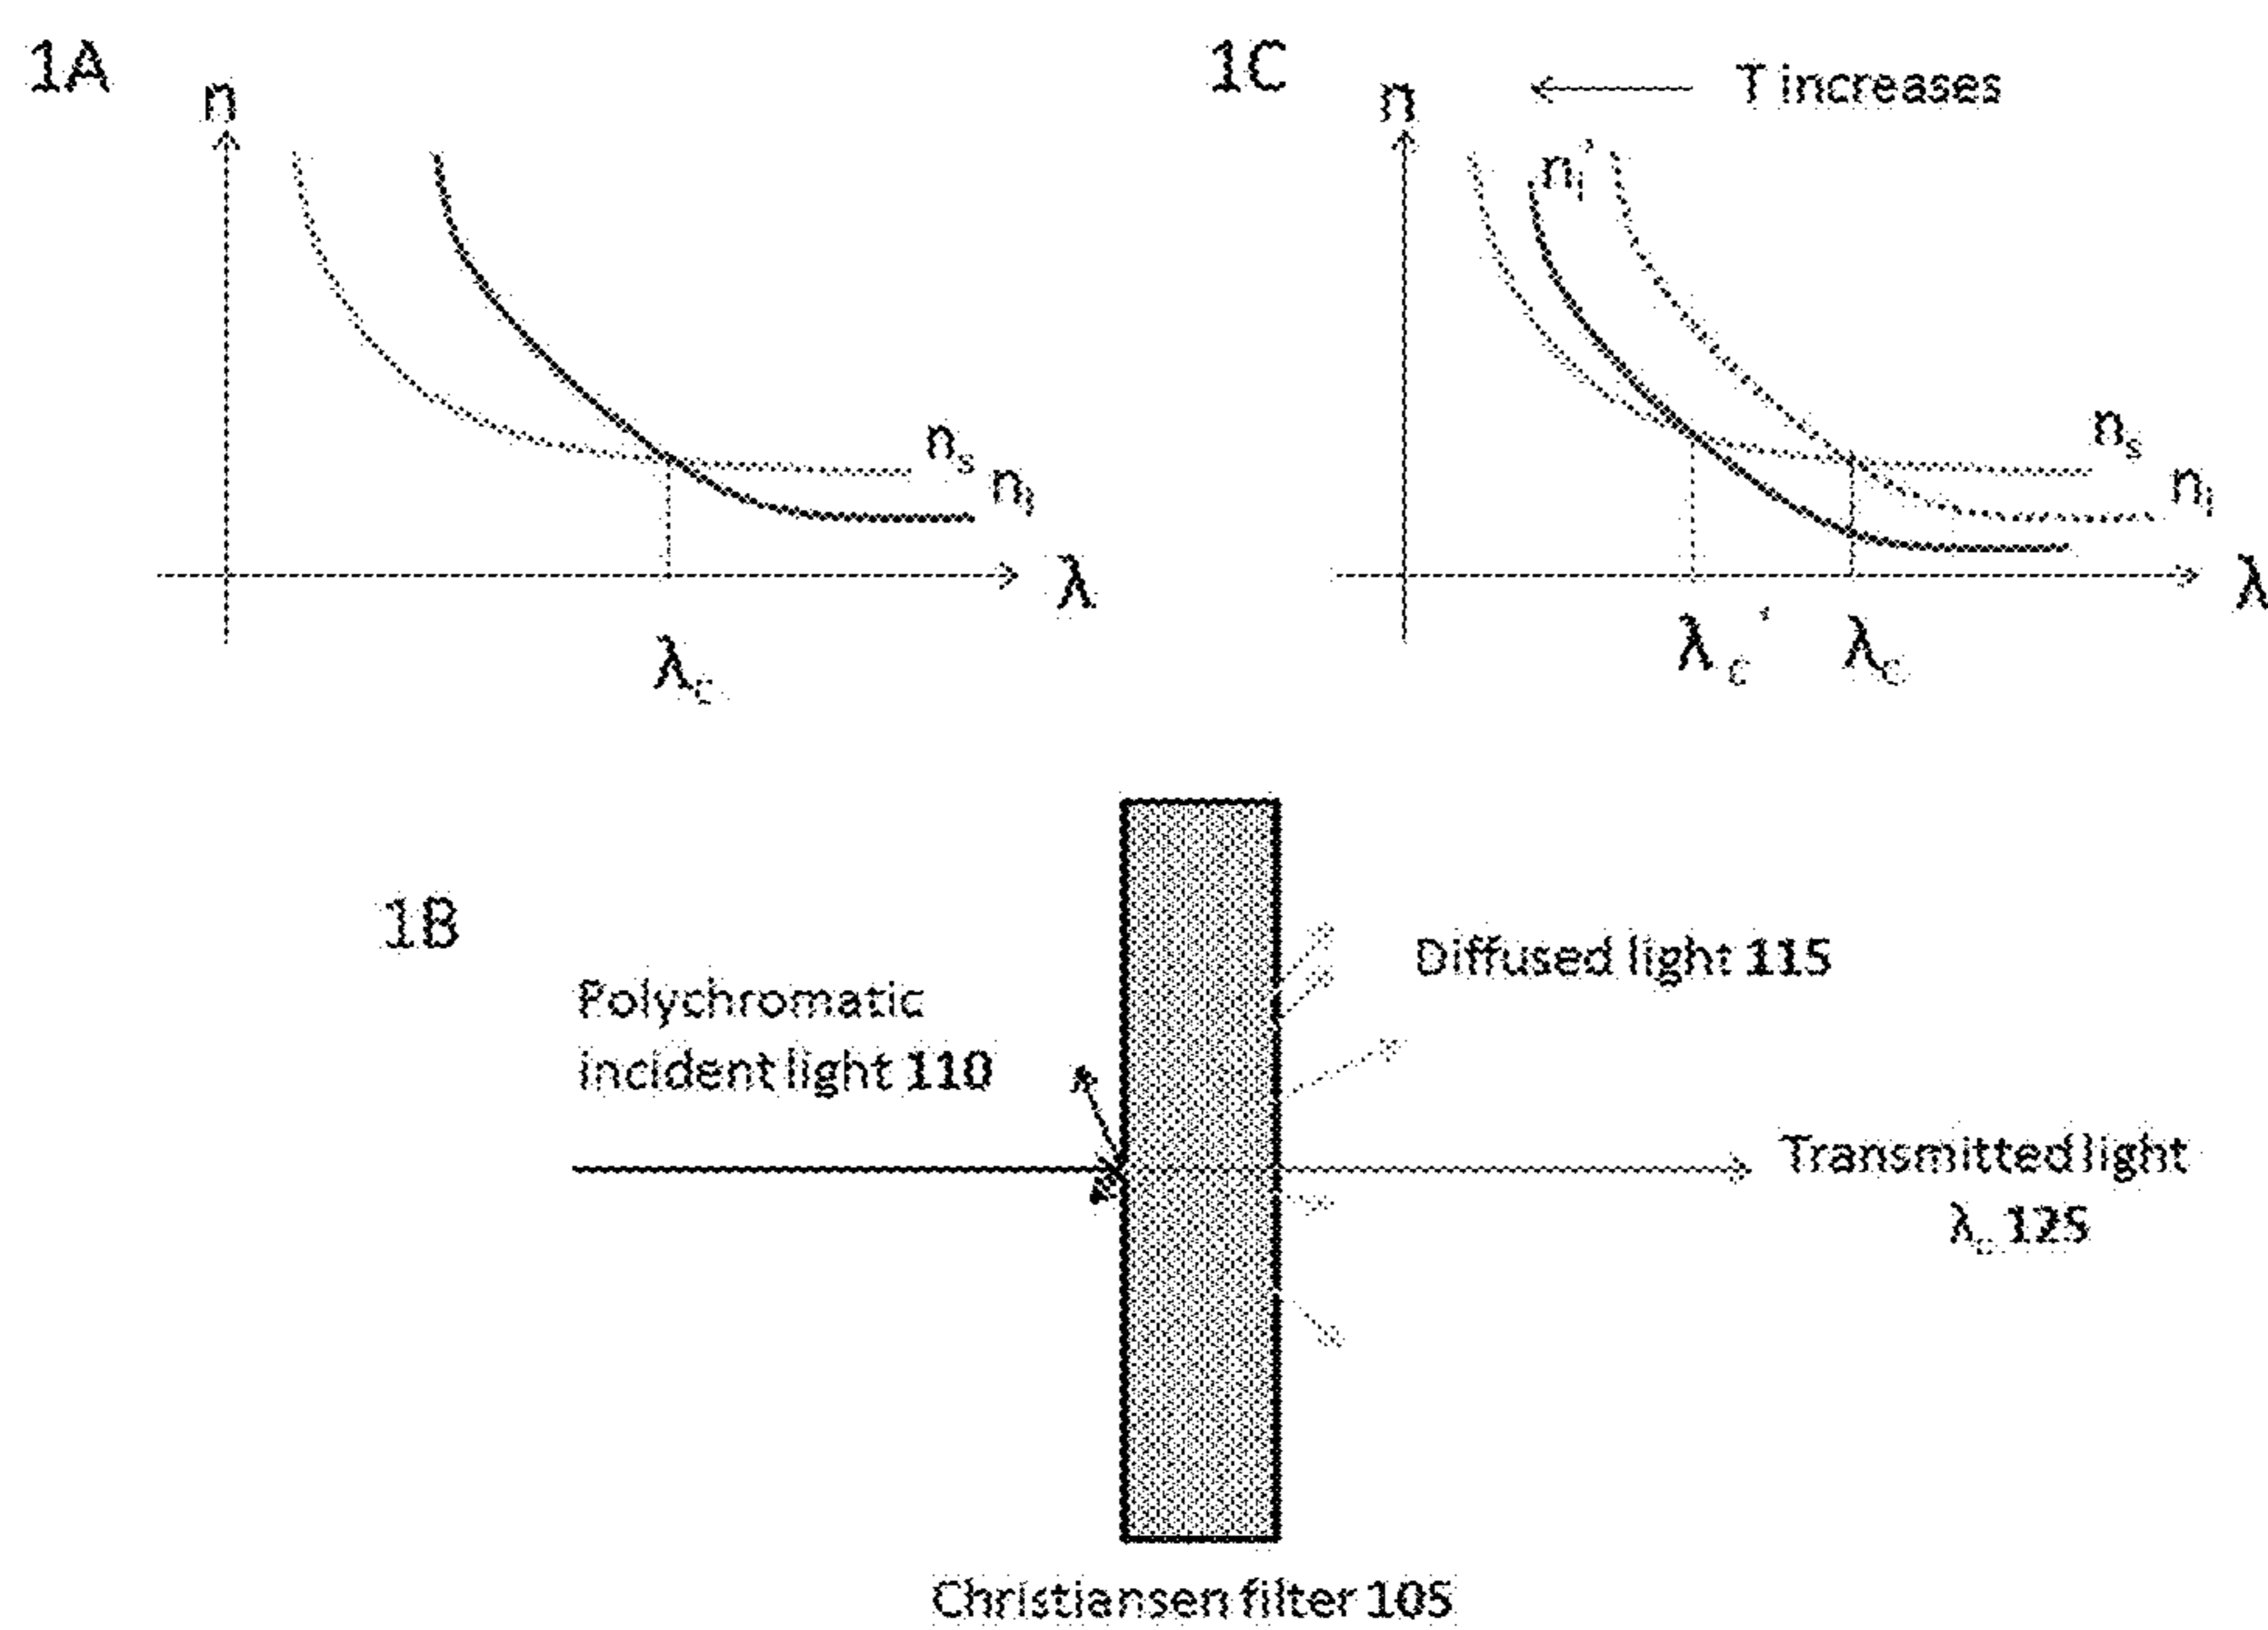 1A
n
n_s
n_l
λ
λ_c
1C
T increases
n
n_l'
n_s
n_l
λ
λ_c'
λ_c
1B
Polychromatic
incident light 110
Diffused light 115
Transmitted light
λ_c 125
Christiansen filter 105